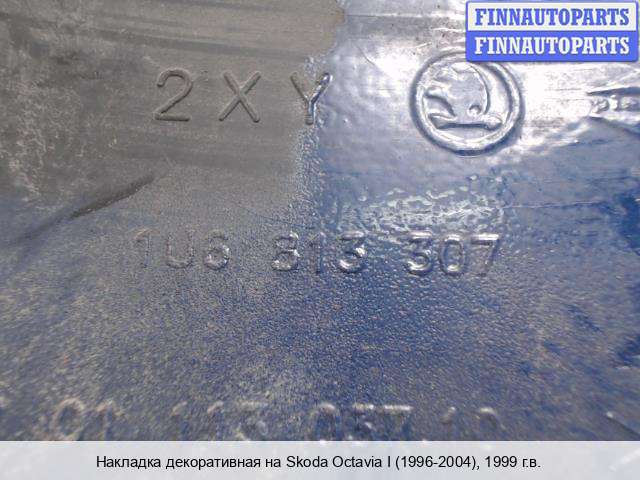 FINNAUTOPARTS
FINNAUTOPARTS
2XY
1U6 813 307
Накладка декоративная на Skoda Octavia I (1996-2004), 1999 г.в.